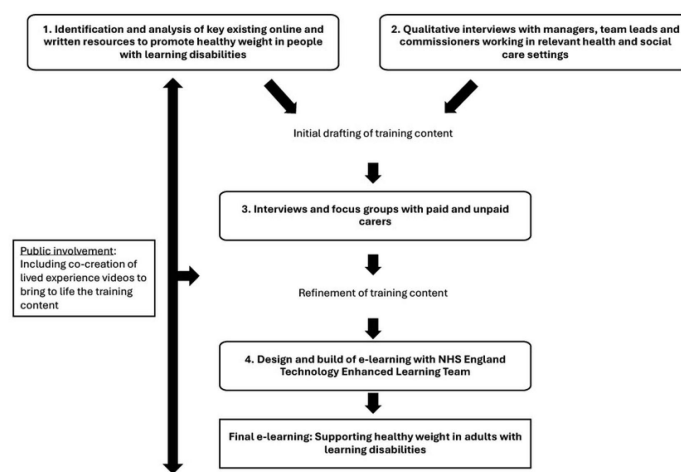 1. Identification and analysis of key existing online and
written resources to promote healthy weight in people
with learning disabilities
2. Qualitative interviews with managers, team leads and
commissioners working in relevant health and social
care settings
Initial drafting of training content
3. Interviews and focus groups with paid and unpaid
carers
Public involvement:
Including co-creation of
lived experience videos to
bring to life the training
content
Refinement of training content
4. Design and build of e-learning with NHS England
Technology Enhanced Learning Team
Final e-learning: Supporting healthy weight in adults with
learning disabilities